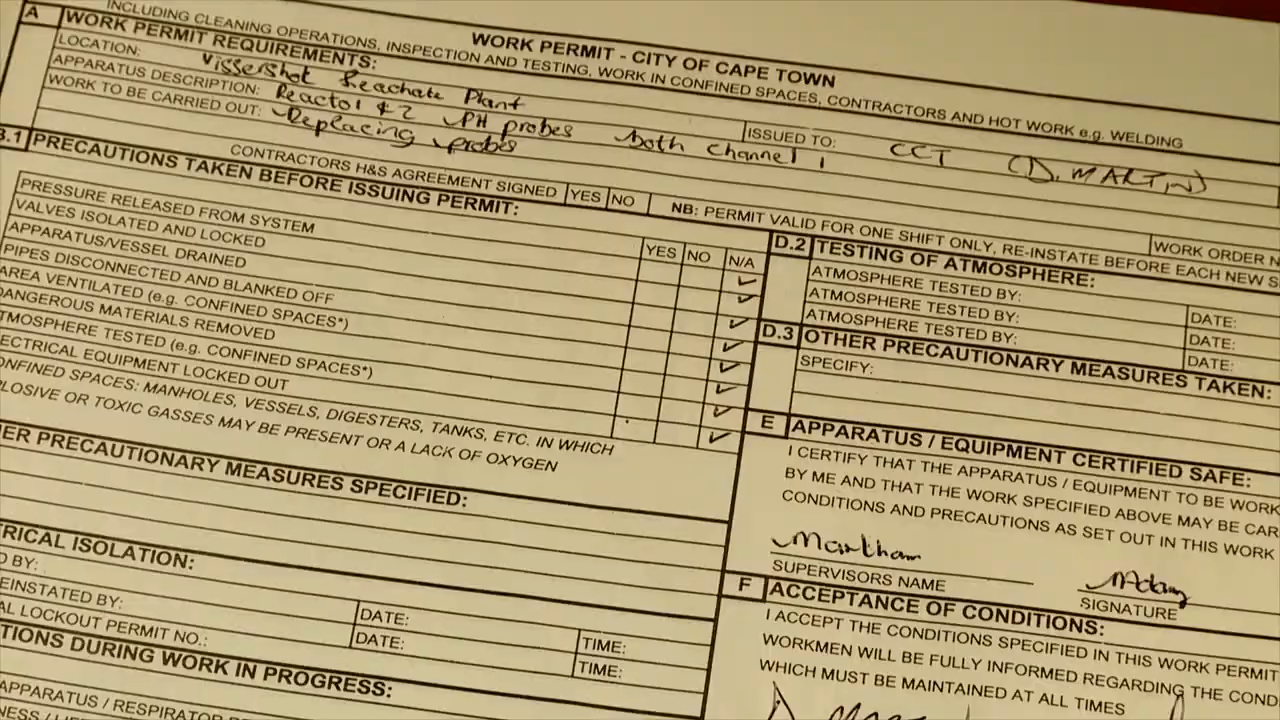 WORK PERMIT - CITY OF CAPE TOWN
INCLUDING CLEANING OPERATIONS, INSPECTION AND TESTING, WORK IN CONFINED SPACES, CONTRACTORS AND HOT WORK e.g. WELDING
A WORK PERMIT REQUIREMENTS:
LOCATION: Vissershot Leachate Plant
APPARATUS DESCRIPTION: Reacto 1 & 2 PH probes both channel 1
ISSUED TO: CCT (D. MARTIN)
WORK TO BE CARRIED OUT: Replacing probes
CONTRACTORS H&S AGREEMENT SIGNED YES NO
NB: PERMIT VALID FOR ONE SHIFT ONLY, RE-INSTATE BEFORE EACH NEW S
WORK ORDER N
B.1 PRECAUTIONS TAKEN BEFORE ISSUING PERMIT:
YES NO N/A
PRESSURE RELEASED FROM SYSTEM
VALVES ISOLATED AND LOCKED
APPARATUS/VESSEL DRAINED
PIPES DISCONNECTED AND BLANKED OFF
AREA VENTILATED (e.g. CONFINED SPACES*)
DANGEROUS MATERIALS REMOVED
TMOSPHERE TESTED (e.g. CONFINED SPACES*)
ECTRICAL EQUIPMENT LOCKED OUT
ONFINED SPACES: MANHOLES, VESSELS, DIGESTERS, TANKS, ETC. IN WHICH
PLOSIVE OR TOXIC GASSES MAY BE PRESENT OR A LACK OF OXYGEN
ER PRECAUTIONARY MEASURES SPECIFIED:
RICAL ISOLATION:
D BY:
EINSTATED BY: DATE:
AL LOCKOUT PERMIT NO.: DATE: TIME:
TIME:
TIONS DURING WORK IN PROGRESS:
APPARATUS / RESPIRATOR
D.2 TESTING OF ATMOSPHERE:
ATMOSPHERE TESTED BY: DATE:
ATMOSPHERE TESTED BY: DATE:
ATMOSPHERE TESTED BY: DATE:
D.3 OTHER PRECAUTIONARY MEASURES TAKEN:
SPECIFY:
E APPARATUS / EQUIPMENT CERTIFIED SAFE:
I CERTIFY THAT THE APPARATUS / EQUIPMENT TO BE WORK
BY ME AND THAT THE WORK SPECIFIED ABOVE MAY BE CAR
CONDITIONS AND PRECAUTIONS AS SET OUT IN THIS WORK
SUPERVISORS NAME
SIGNATURE
F ACCEPTANCE OF CONDITIONS:
I ACCEPT THE CONDITIONS SPECIFIED IN THIS WORK PERMIT
WORKMEN WILL BE FULLY INFORMED REGARDING THE COND
WHICH MUST BE MAINTAINED AT ALL TIMES